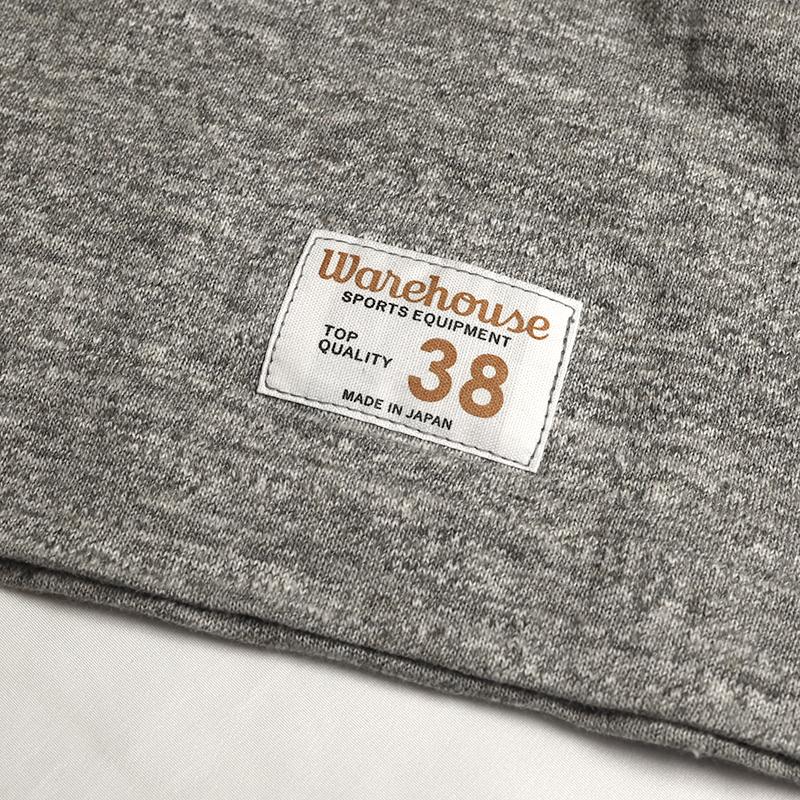 Warehouse
SPORTS EQUIPMENT
TOP
QUALITY
38
MADE IN JAPAN